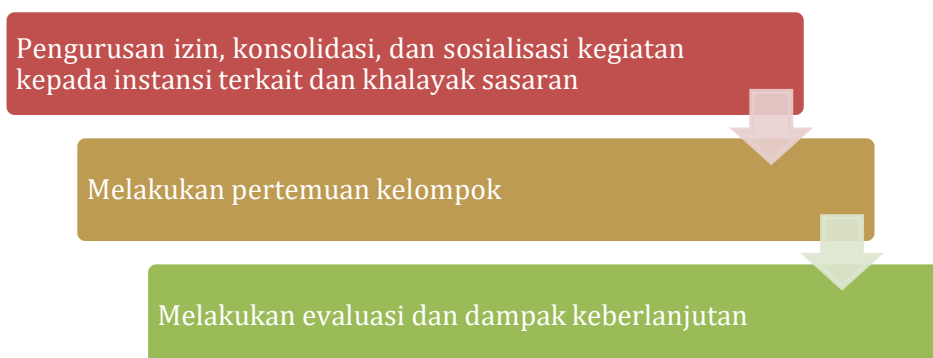 Pengurusan izin, konsolidasi, dan sosialisasi kegiatan
kepada instansi terkait dan khalayak sasaran
Melakukan pertemuan kelompok
Melakukan evaluasi dan dampak keberlanjutan